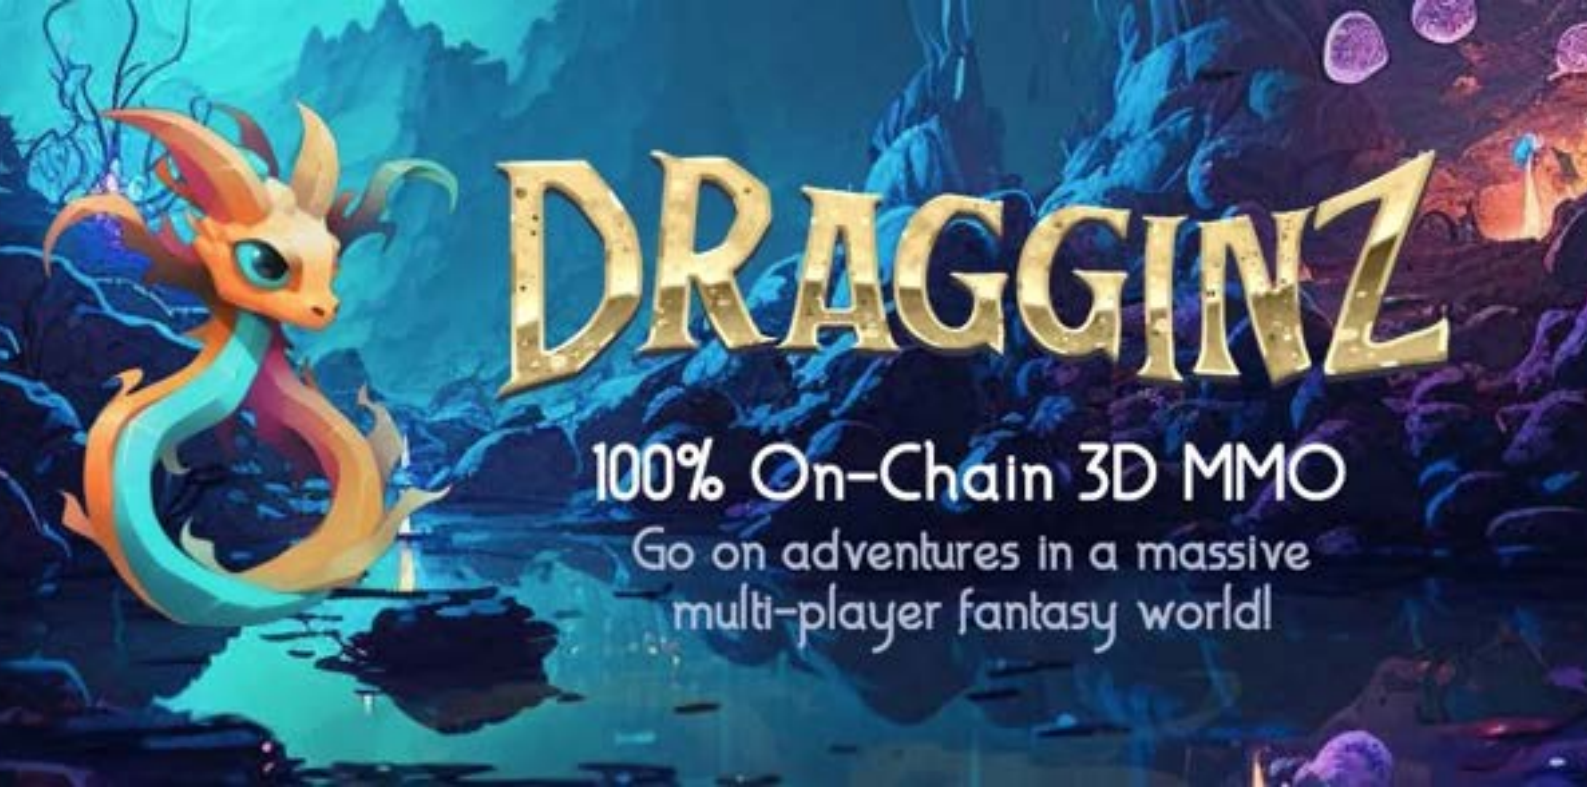 DRAGGINZ
100% On-Chain 3D MMO
Go on adventures in a massive
multi-player fantasy world!